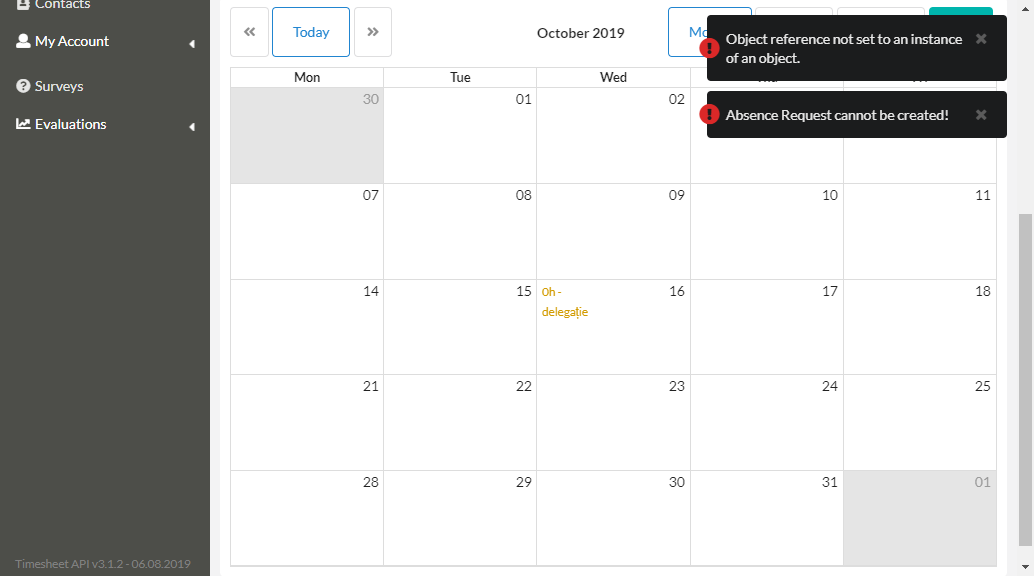 Contacts
My Account
Surveys
Evaluations
Timesheet API v3.1.2 - 06.08.2019
«
Today
»
October 2019
Object reference not set to an instance
of an object.
Absence Request cannot be created!
Mon
Tue
Wed
30
01
02
07
08
09
10
11
14
15
0h -
delegație
16
17
18
21
22
23
24
25
28
29
30
31
01